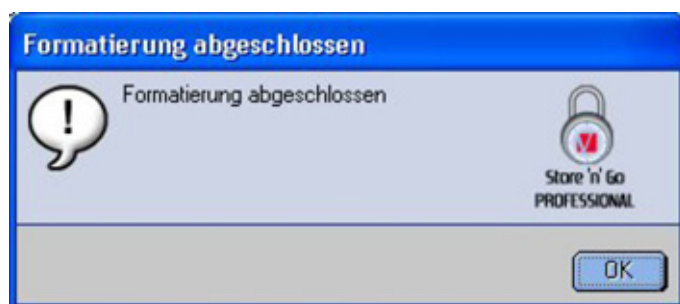 Formatierung abgeschlossen
Formatierung abgeschlossen
Store 'n' Go
PROFESSIONAL
OK